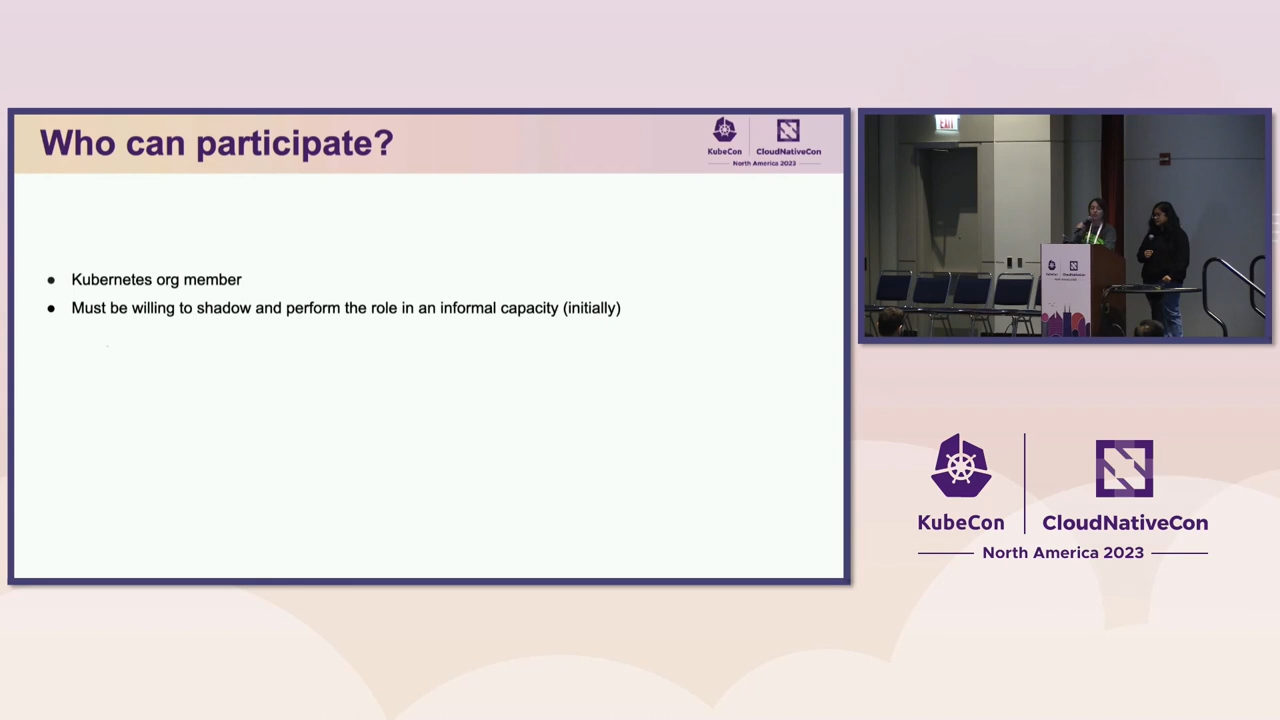 Who can participate?
KubeCon
CloudNativeCon
North America 2023
Kubernetes org member
Must be willing to shadow and perform the role in an informal capacity (initially)
EXIT
KubeCon
CloudNativeCon
North America 2023